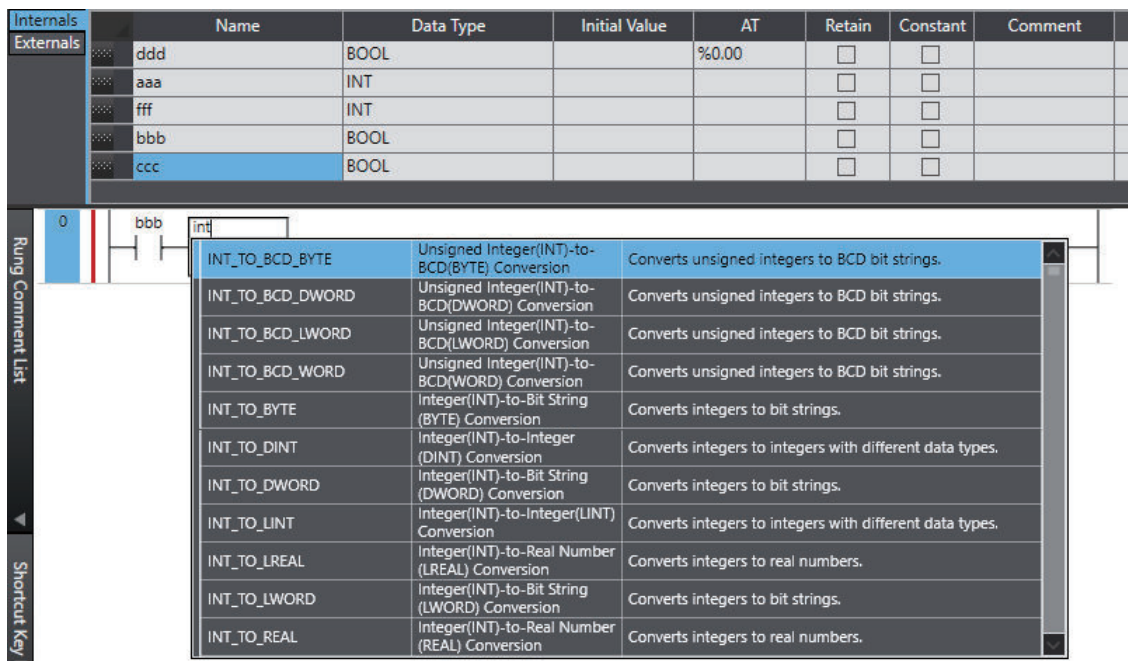 Internals
Externals
Name Data Type Initial Value AT Retain Constant Comment
ddd BOOL %0.00
aaa INT
fff INT
bbb BOOL
ccc BOOL
0 bbb int
Rung Comment List
Shortcut Key
INT_TO_BCD_BYTE Unsigned Integer(INT)-to- Converts unsigned integers to BCD bit strings.
BCD(BYTE) Conversion
INT_TO_BCD_DWORD Unsigned Integer(INT)-to- Converts unsigned integers to BCD bit strings.
BCD(DWORD) Conversion
INT_TO_BCD_LWORD Unsigned Integer(INT)-to- Converts unsigned integers to BCD bit strings.
BCD(LWORD) Conversion
INT_TO_BCD_WORD Unsigned Integer(INT)-to- Converts unsigned integers to BCD bit strings.
BCD(WORD) Conversion
INT_TO_BYTE Integer(INT)-to-Bit String Converts integers to bit strings.
(BYTE) Conversion
INT_TO_DINT Integer(INT)-to-Integer Converts integers to integers with different data types.
(DINT) Conversion
INT_TO_DWORD Integer(INT)-to-Bit String Converts integers to bit strings.
(DWORD) Conversion
INT_TO_LINT Integer(INT)-to-Integer(LINT) Converts integers to integers with different data types.
Conversion
INT_TO_LREAL Integer(INT)-to-Real Number Converts integers to real numbers.
(LREAL) Conversion
INT_TO_LWORD Integer(INT)-to-Bit String Converts integers to bit strings.
(LWORD) Conversion
INT_TO_REAL Integer(INT)-to-Real Number Converts integers to real numbers.
(REAL) Conversion